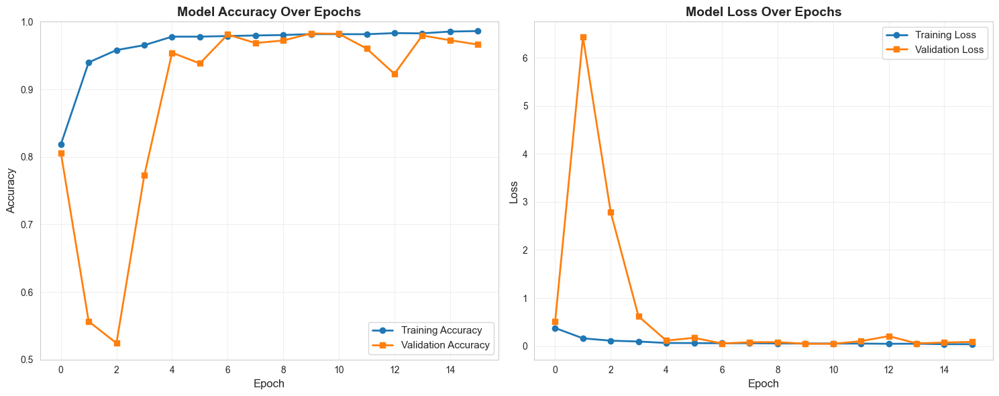 Model Accuracy Over Epochs
1.0
0.9
0.8
0.7
0.6
0.5
Accuracy
0 2 4 6 8 10 12 14
Epoch
Training Accuracy
Validation Accuracy
Model Loss Over Epochs
6
5
4
3
2
1
0
Loss
0 2 4 6 8 10 12 14
Epoch
Training Loss
Validation Loss